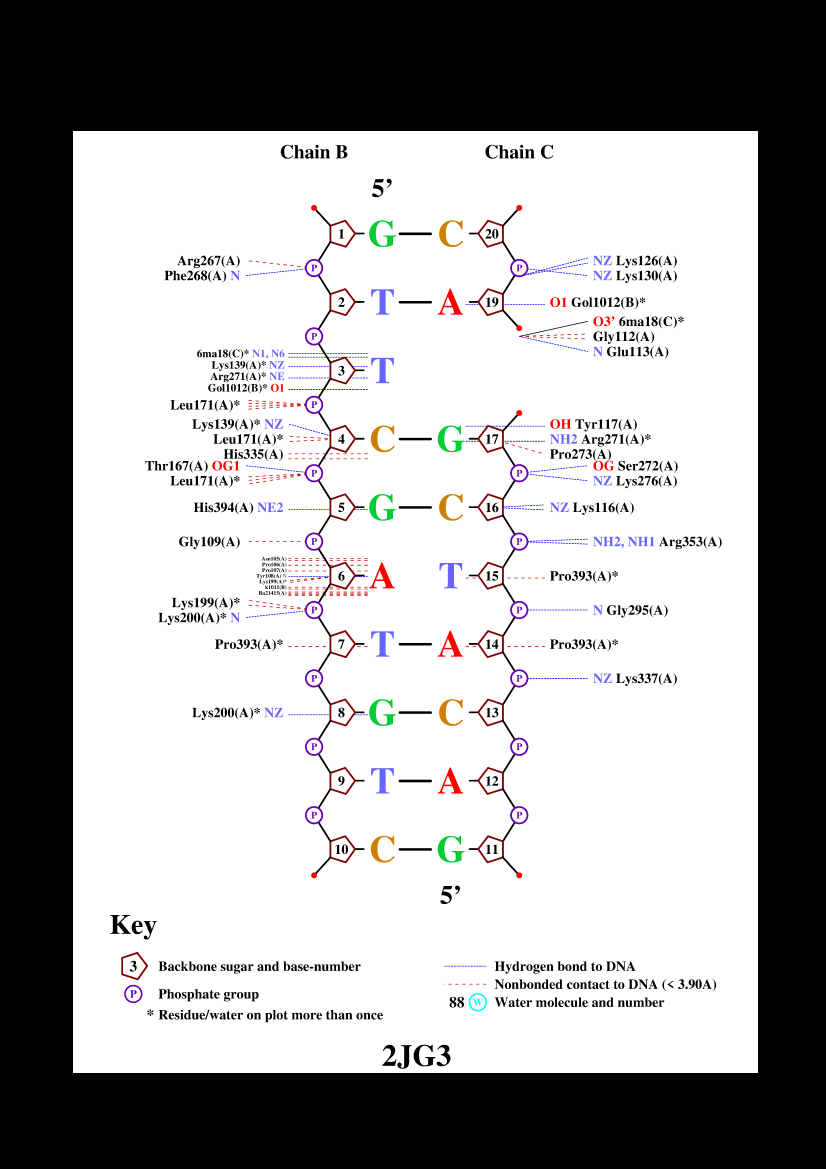 Chain B Chain C
5’
1 G C 20
Arg267(A) P P NZ Lys126(A)
Phe268(A) N NZ Lys130(A)
2 T A 19 O1 Gol1012(B)*
O3’ 6ma18(C)*
P Gly112(A)
6ma18(C)* N1, N6 N Glu113(A)
Lys139(A)* NZ 3 T
Arg271(A)* NE
Gol1012(B)* O1
Leu171(A)* P
Lys139(A)* NZ OH Tyr117(A)
Leu171(A)* 4 C G 17 NH2 Arg271(A)*
His335(A) Pro273(A)
Thr167(A) OG1 P P OG Ser272(A)
Leu171(A)* NZ Lys276(A)
His394(A) NE2 5 G C 16 NZ Lys116(A)
Gly109(A) P P NH2, NH1 Arg353(A)
Asn105(A)
Pro106(A)
Pro107(A)
Tyr108(A) N 6 A T 15 Pro393(A)*
Lys199(A)*
Lys199(A)* P P N Gly295(A)
Lys200(A)* N
Pro393(A)* 7 T A 14 Pro393(A)*
P P NZ Lys337(A)
Lys200(A)* NZ 8 G C 13
P P
9 T A 12
P P
10 C G 11
5’
Key
3 Backbone sugar and base-number
P Phosphate group
* Residue/water on plot more than once
Hydrogen bond to DNA
Nonbonded contact to DNA (< 3.90A)
88 W Water molecule and number
2JG3